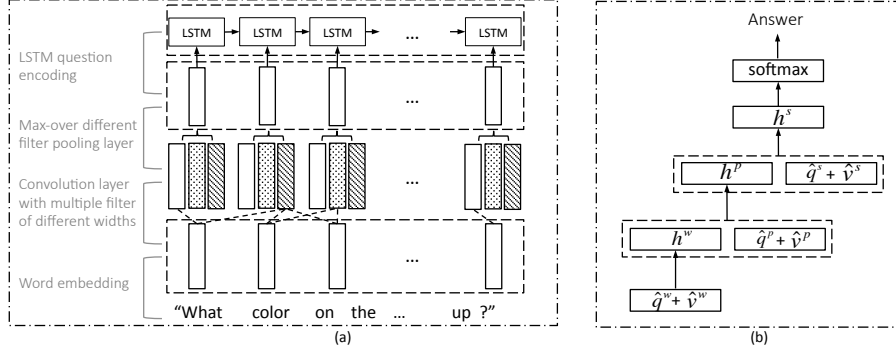 LSTM LSTM LSTM ... LSTM
LSTM question
encoding
...
Max-over different
filter pooling layer
...
Convolution layer
with multiple filter
of different widths
...
Word embedding
“What color on the ... up ?”
(a)
Answer
softmax
h^s
h^p q̂^s + v̂^s
h^w q̂^p + v̂^p
q̂^w + v̂^w
(b)